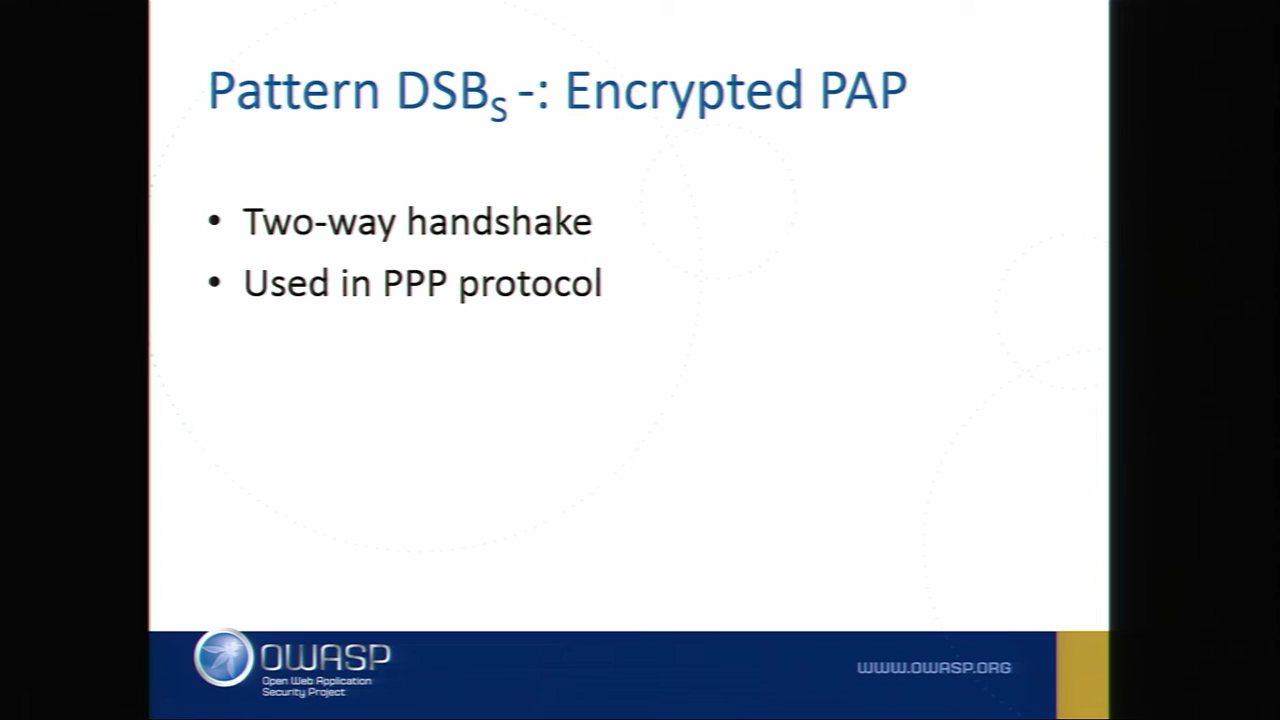 Pattern DSBS -: Encrypted PAP
• Two-way handshake
• Used in PPP protocol
OWASP
Open Web Application
Security Project
WWW.OWASP.ORG